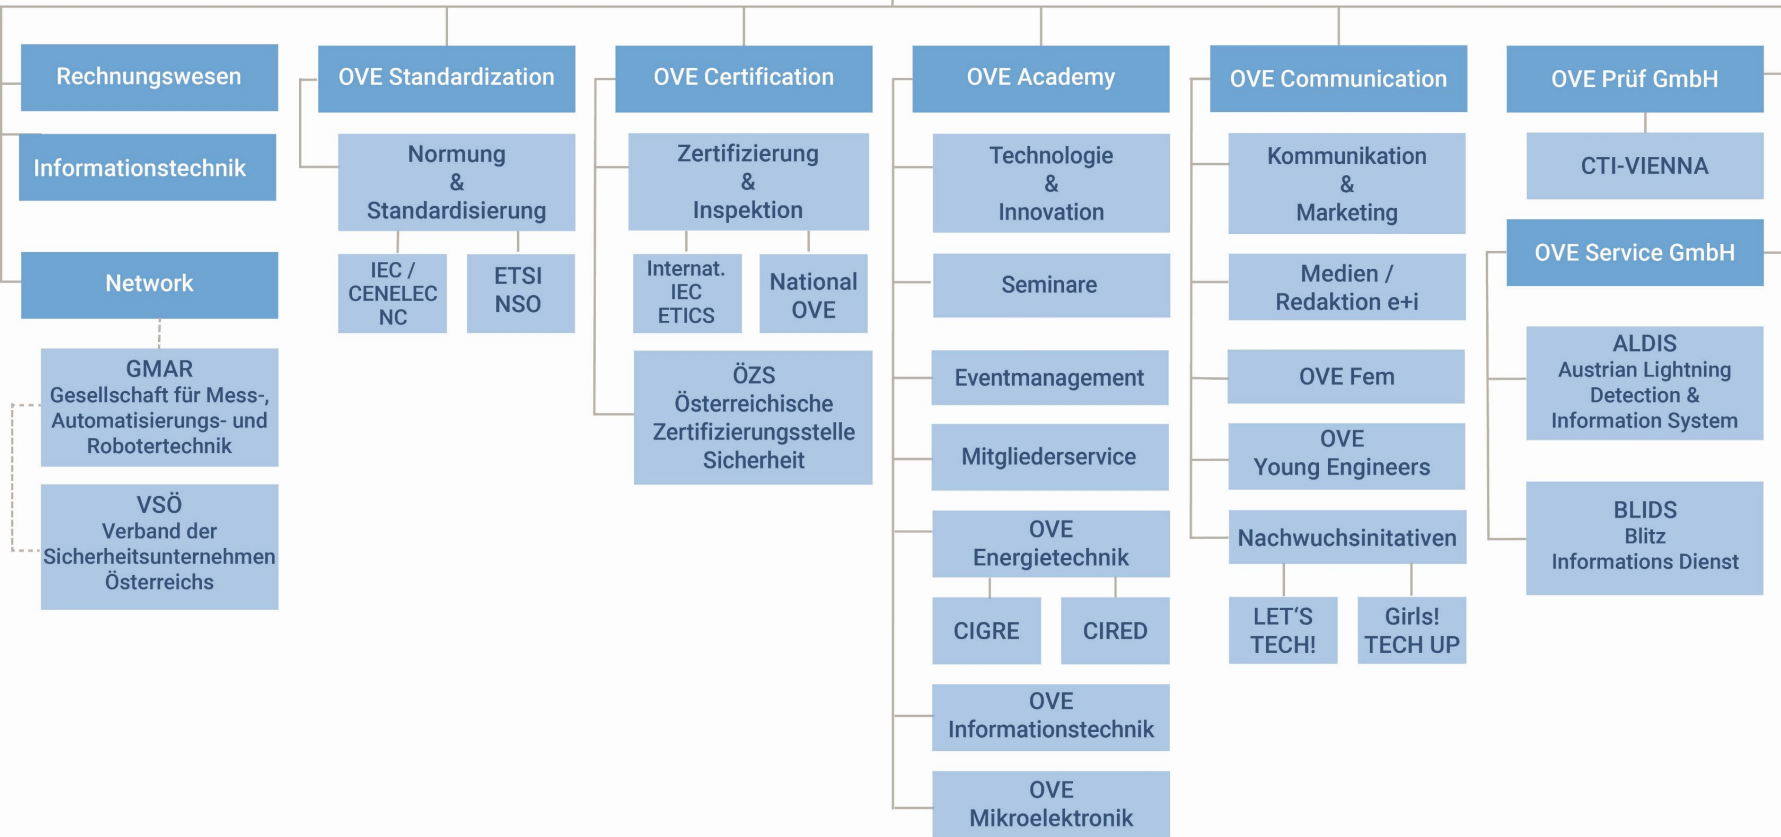 Rechnungswesen
Informationstechnik
Network
GMAR
Gesellschaft für Mess-,
Automatisierungs- und
Robotertechnik
VSÖ
Verband der
Sicherheitsunternehmen
Österreichs
OVE Standardization
Normung
&
Standardisierung
IEC /
CENELEC
NC
ETSI
NSO
OVE Certification
Zertifizierung
&
Inspektion
Internat.
IEC
ETICS
National
OVE
ÖZS
Österreichische
Zertifizierungsstelle
Sicherheit
OVE Academy
Technologie
&
Innovation
Seminare
Eventmanagement
Mitgliederservice
OVE
Energietechnik
CIGRE
CIRED
OVE
Informationstechnik
OVE
Mikroelektronik
OVE Communication
Kommunikation
&
Marketing
Medien /
Redaktion e+i
OVE Fem
OVE
Young Engineers
Nachwuchsinitativen
LET‘S
TECH!
Girls!
TECH UP
OVE Prüf GmbH
CTI-VIENNA
OVE Service GmbH
ALDIS
Austrian Lightning
Detection &
Information System
BLIDS
Blitz
Informations Dienst